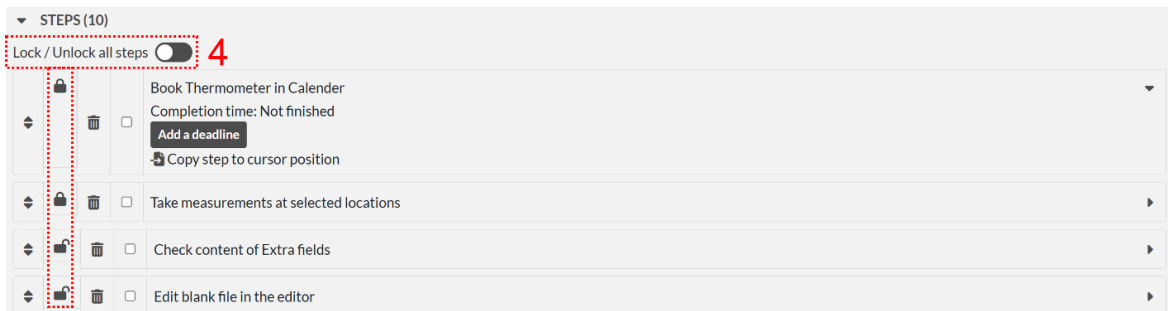 STEPS (10)
Lock / Unlock all steps 4
Book Thermometer in Calender
Completion time: Not finished
Add a deadline
Copy step to cursor position
Take measurements at selected locations
Check content of Extra fields
Edit blank file in the editor